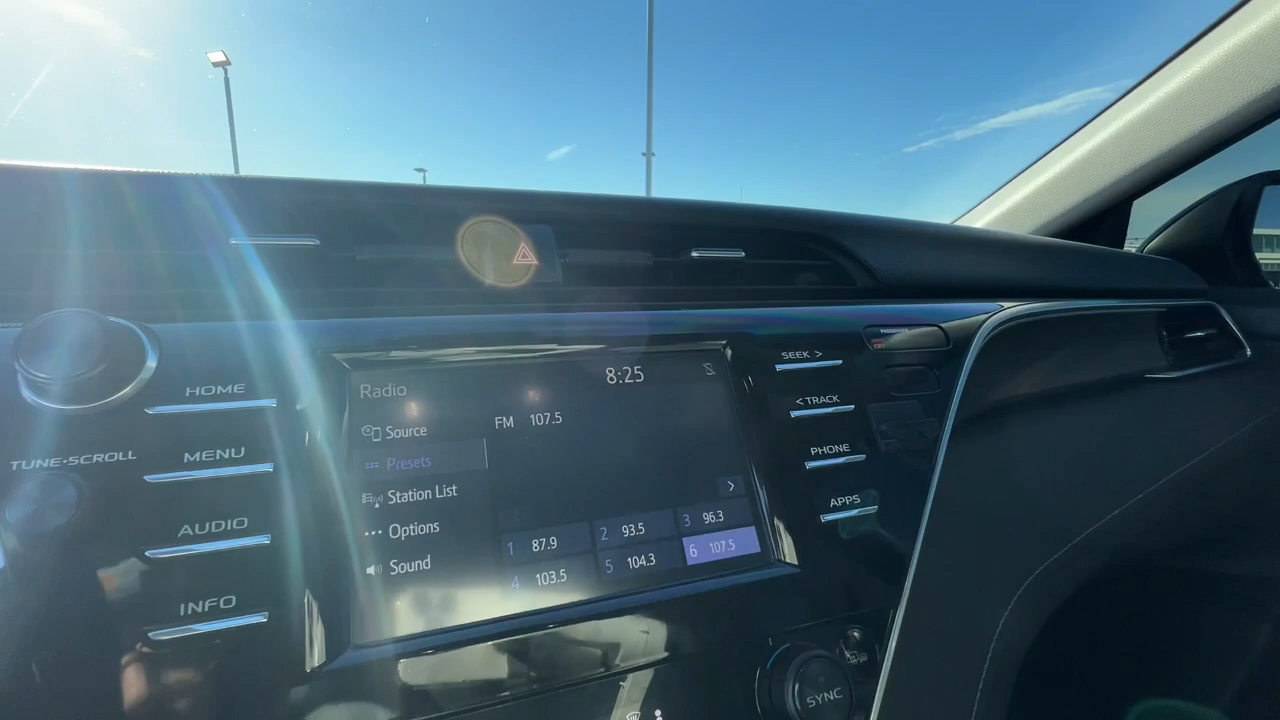 HOME
TUNE•SCROLL
MENU
AUDIO
INFO
Radio
8:25
Source
FM 107.5
Presets
Station List
Options
Sound
1 87.9
2 93.5
3 96.3
4 103.5
5 104.3
6 107.5
SEEK >
< TRACK
PHONE
APPS
PASSENGER
OFF
SYNC